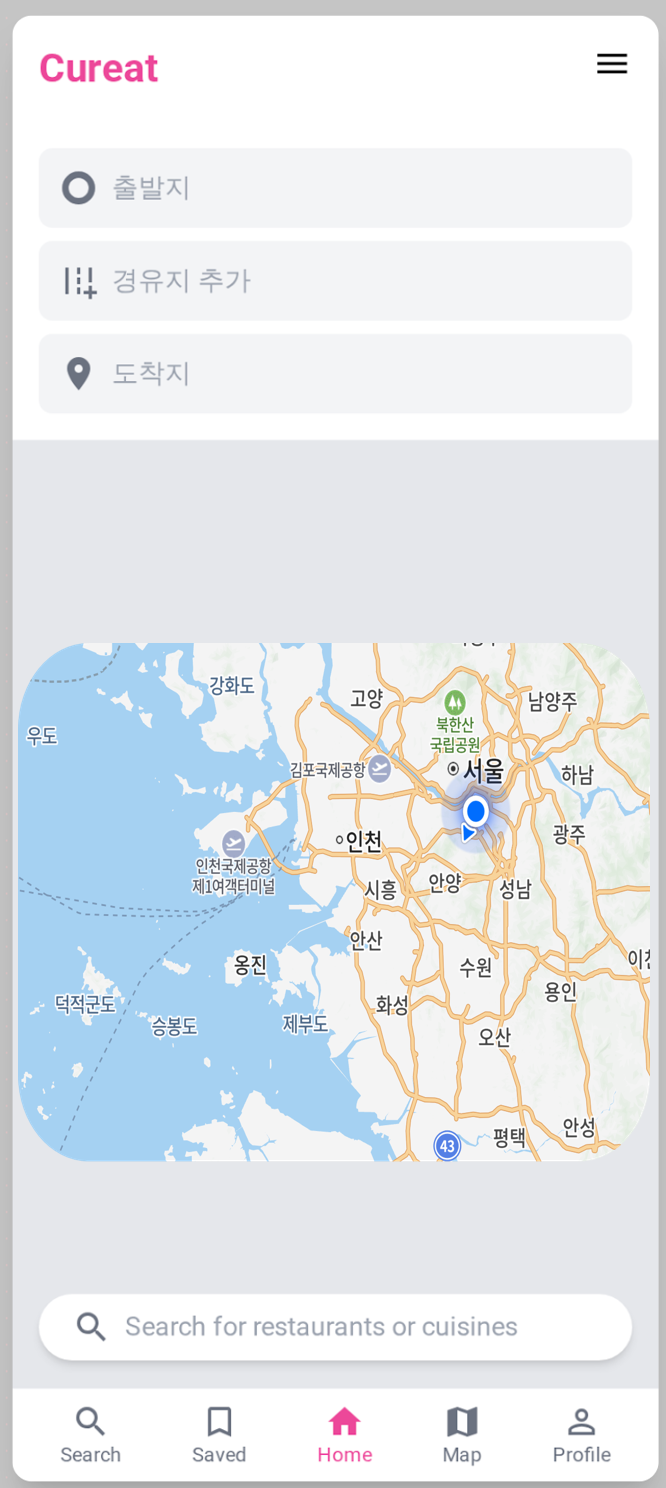 Cureat
출발지
경유지 추가
도착지
강화도
고양
남양주
우도
북한산
국립공원
김포국제공항
서울
하남
인천
광주
인천국제공항
제1여객터미널
시흥
안양
성남
안산
옹진
수원
덕적군도
승봉도
제부도
화성
용인
오산
43
평택
안성
Search for restaurants or cuisines
Search
Saved
Home
Map
Profile